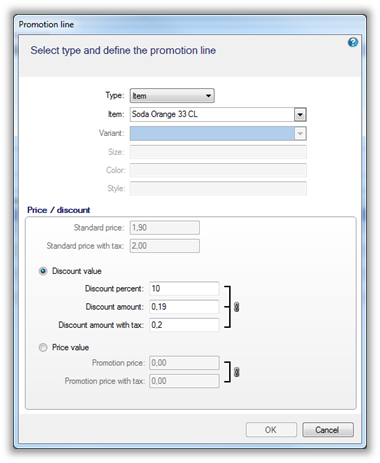 Promotion line
Select type and define the promotion line
Type: Item
Item: Soda Orange 33 CL
Variant:
Size:
Color:
Style:
Price / discount
Standard price: 1,90
Standard price with tax: 2,00
Discount value
Discount percent: 10
Discount amount: 0,19
Discount amount with tax: 0,2
Price value
Promotion price: 0,00
Promotion price with tax: 0,00
OK Cancel